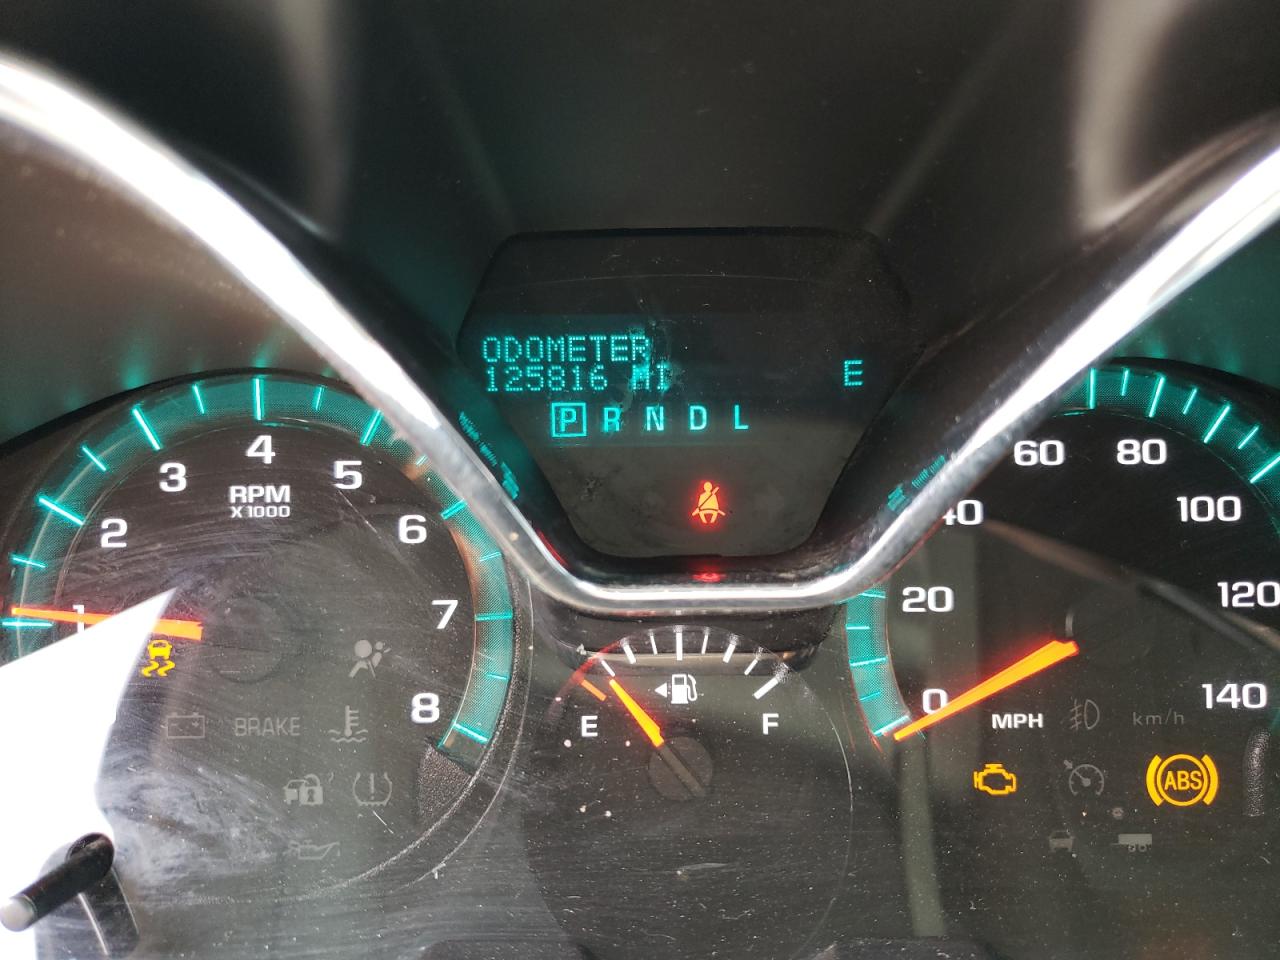 ODOMETER
125816 MI
E
P R N D L
1
2
3
4
5
6
7
8
RPM
X1000
BRAKE
E
F
0
20
40
60
80
100
120
140
MPH
km/h
ABS